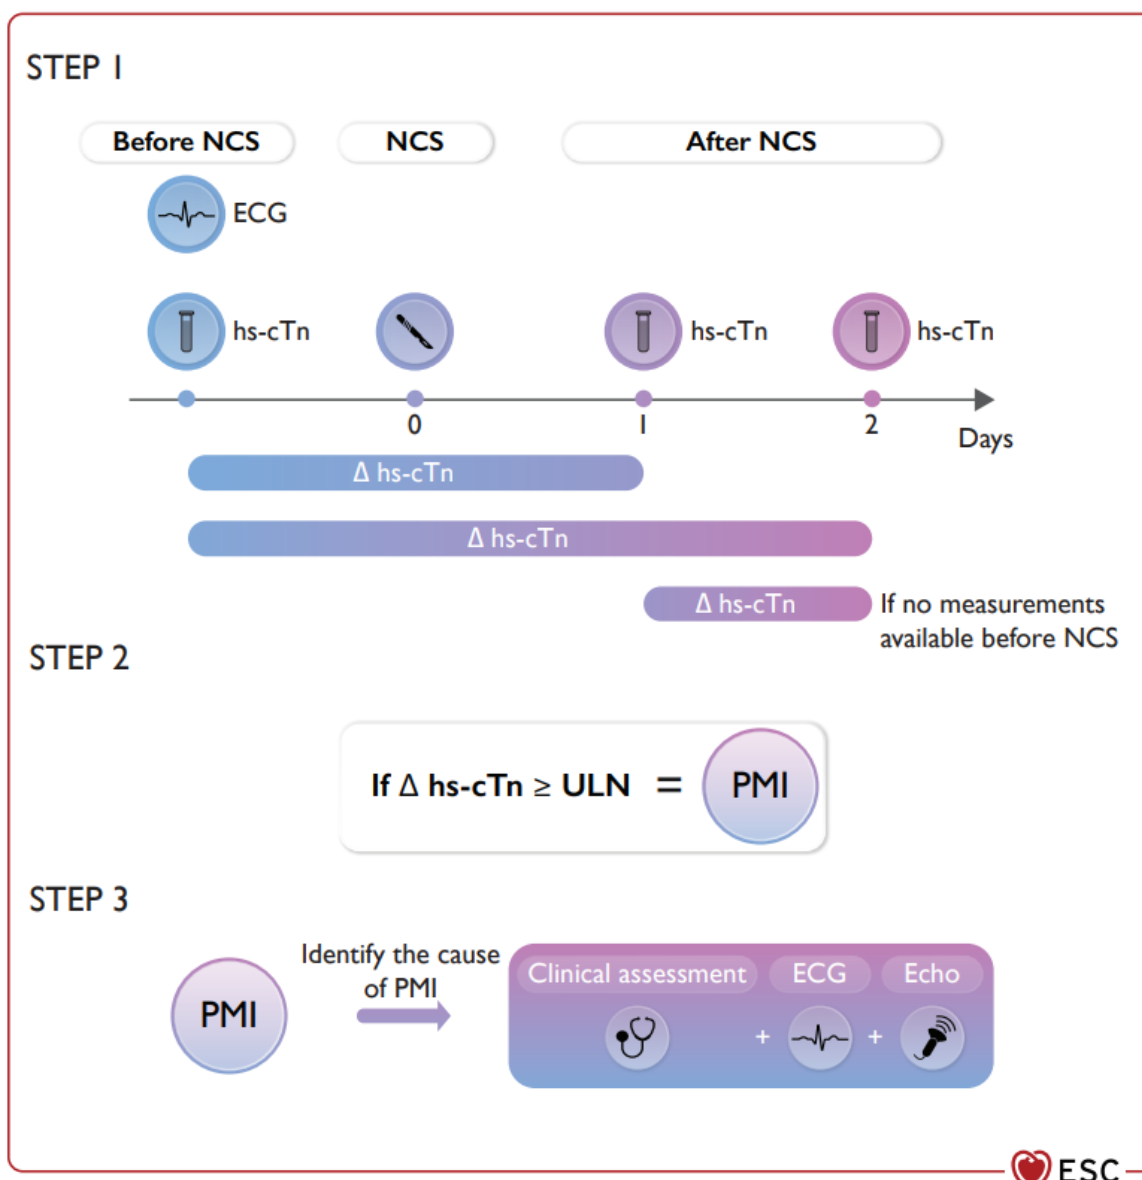 STEP 1
Before NCS
NCS
After NCS
ECG
hs-cTn
hs-cTn
hs-cTn
0
1
2
Days
Δ hs-cTn
Δ hs-cTn
Δ hs-cTn
If no measurements
available before NCS
STEP 2
If Δ hs-cTn ≥ ULN = PMI
STEP 3
PMI
Identify the cause
of PMI
Clinical assessment
ECG
Echo
+
+
ESC